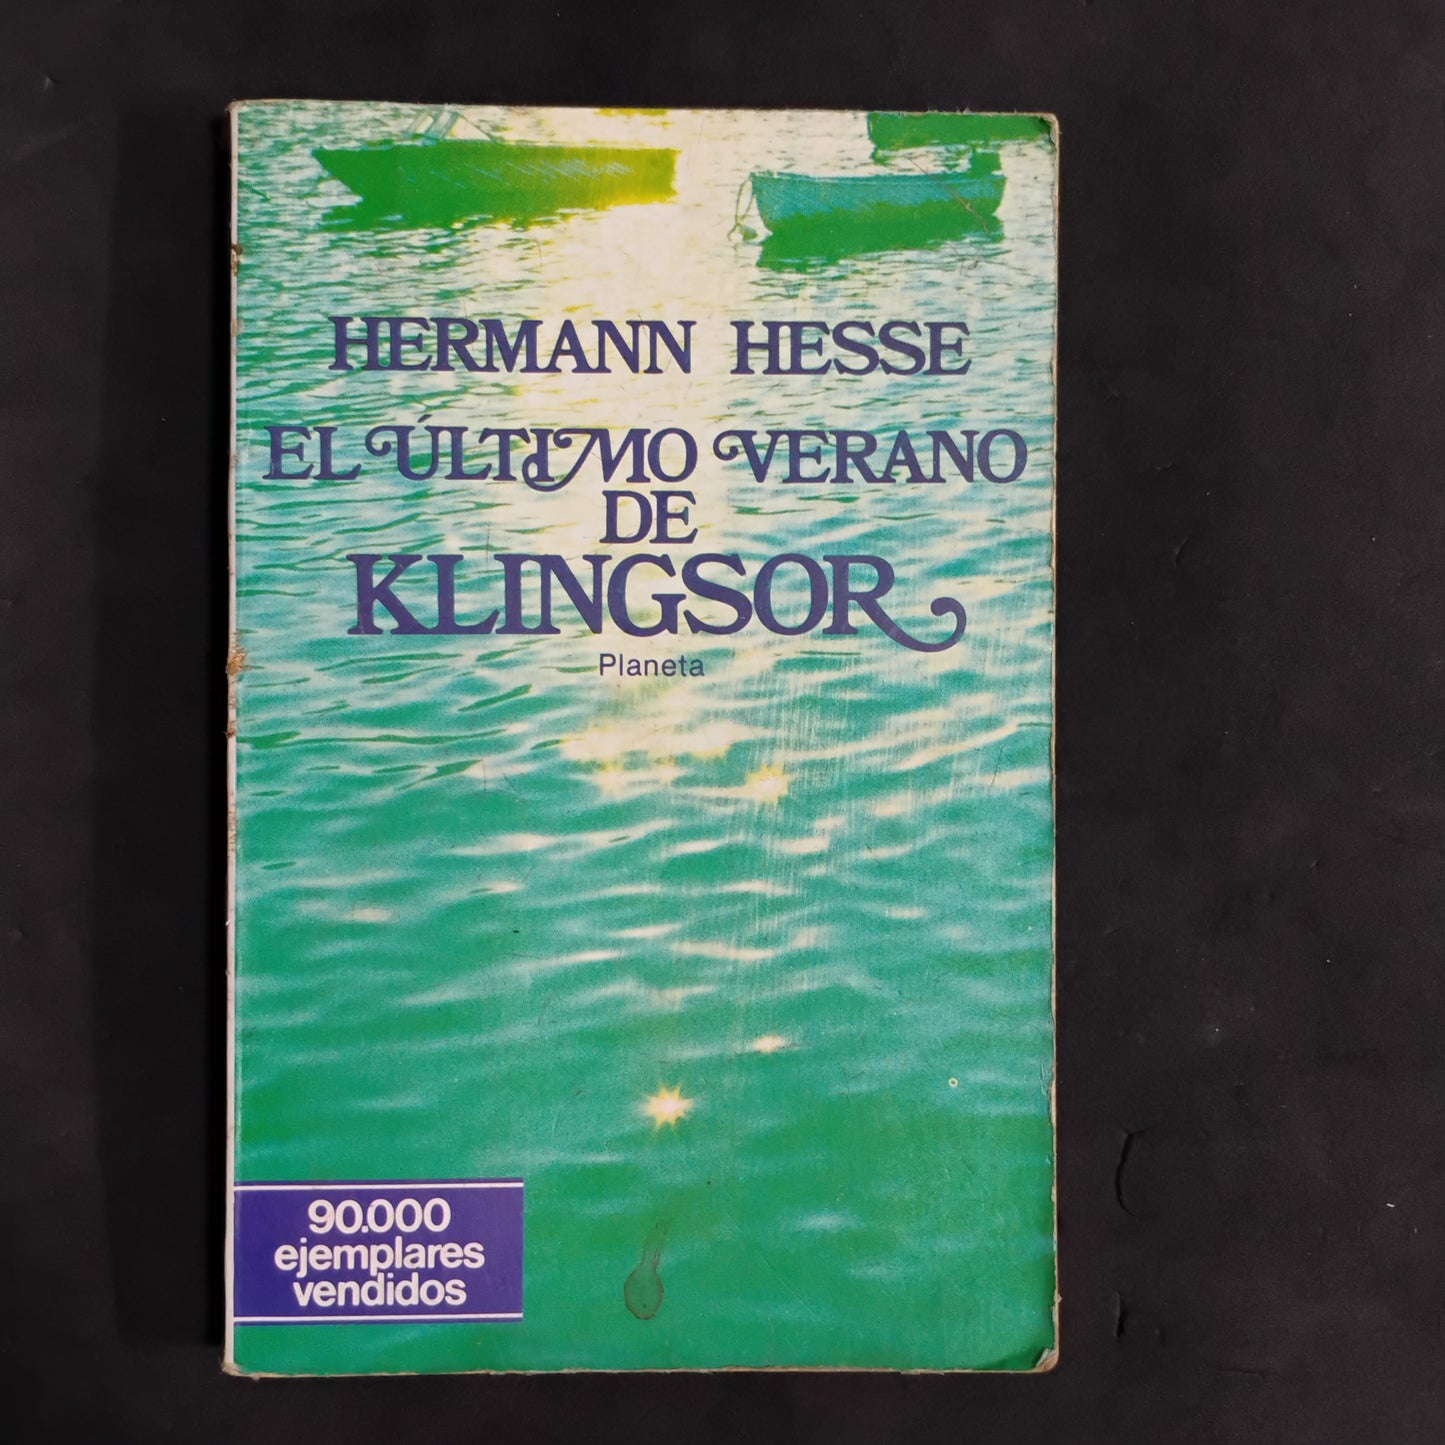 HERMANN HESSE
EL ÚLTIMO VERANO
DE
KLINGSOR
Planeta
90.000
ejemplares
vendidos